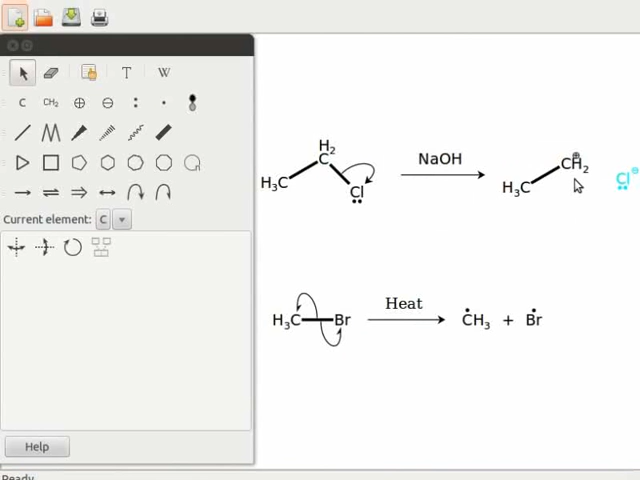 T W
C CH₂
Current element: C
Help
Ready
H₂
C
H₃C
Cl
NaOH
CH₂
H₃C
Cl
H₃C Br
Heat
CH₃ + Br